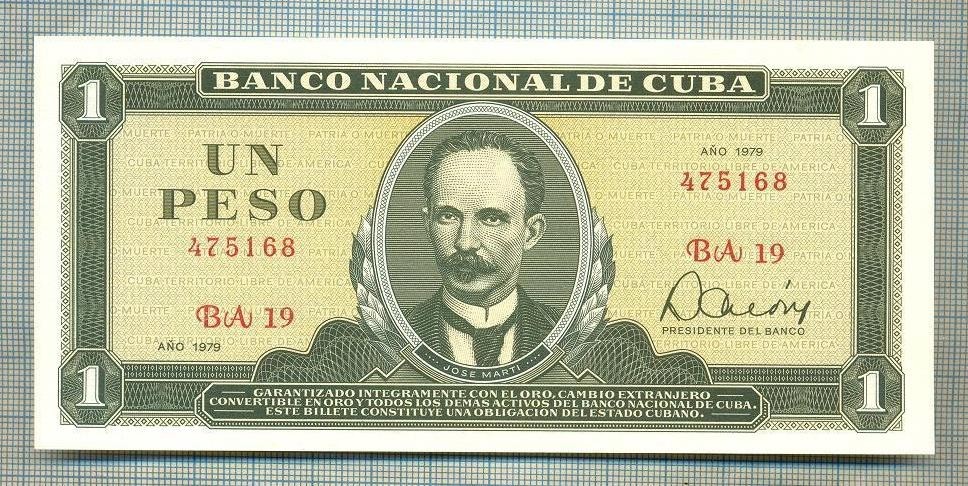 BANCO NACIONAL DE CUBA
1
1
UN
PESO
475168
BA 19
AÑO 1979
AÑO 1979
475168
BA 19
PRESIDENTE DEL BANCO
JOSE MARTI
PATRIA O MUERTE
CUBA TERRITORIO LIBRE DE AMERICA
1
1
GARANTIZADO INTEGRAMENTE CON EL ORO, CAMBIO EXTRANJERO
CONVERTIBLE EN ORO Y TODOS LOS DEMAS ACTIVOS DEL BANCO NACIONAL DE CUBA.
ESTE BILLETE CONSTITUYE UNA OBLIGACIÓN DEL ESTADO CUBANO.